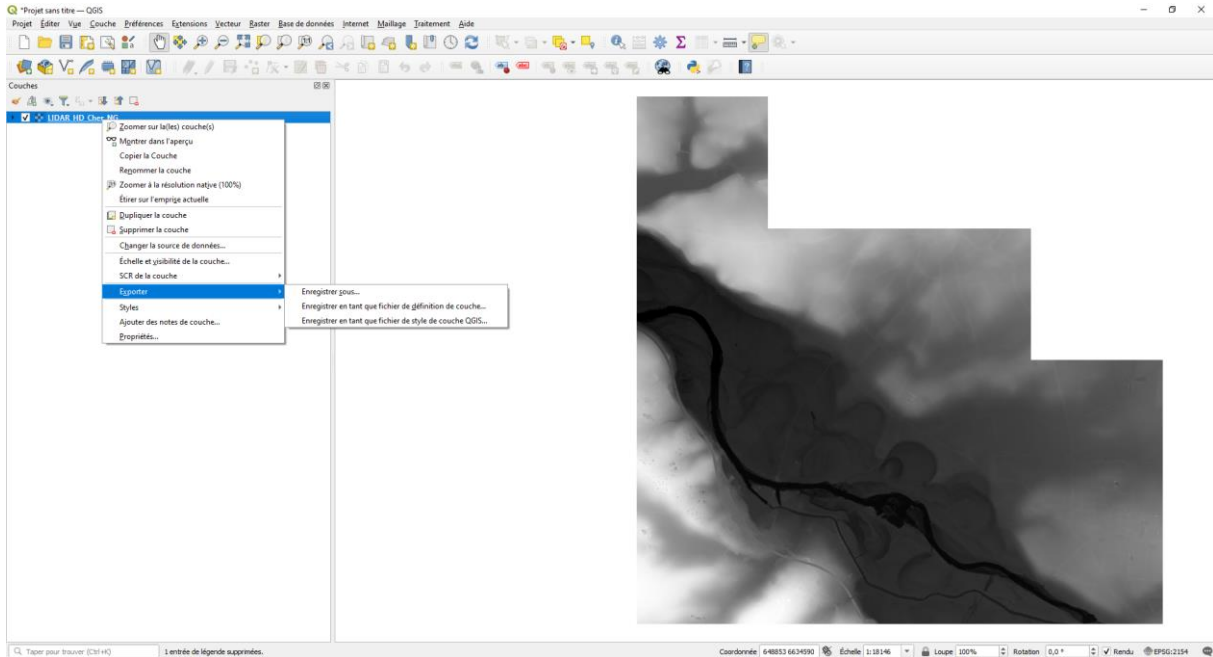 *Projet sans titre — QGIS
Projet Éditer Vue Couche Préférences Extensions Vecteur Raster Base de données Internet Maillage Traitement Aide
Couches
LIDAR_HD_Cher_NG
Zoomer sur la(les) couche(s)
Montrer dans l'aperçu
Copier la Couche
Renommer la couche
Zoomer à la résolution native (100%)
Étirer sur l'emprise actuelle
Dupliquer la couche
Supprimer la couche
Changer la source de données...
Échelle et visibilité de la couche...
SCR de la couche
Exporter
Styles
Ajouter des notes de couche...
Propriétés...
Enregistrer sous...
Enregistrer en tant que fichier de définition de couche...
Enregistrer en tant que fichier de style de couche QGIS...
Taper pour trouver (Ctrl+K) 1 entrée de légende supprimées. Coordonnée 648853 6634590 Échelle 1:18146 Loupe 100% Rotation 0,0 ° Rendu EPSG:2154